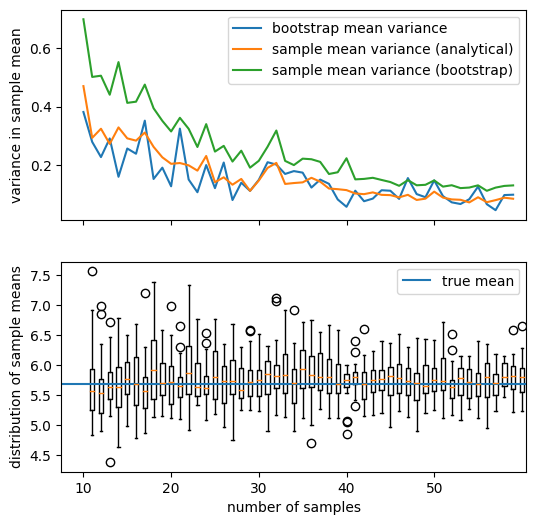 variance in sample mean
0.6
0.4
0.2
bootstrap mean variance
sample mean variance (analytical)
sample mean variance (bootstrap)
distribution of sample means
7.5
7.0
6.5
6.0
5.5
5.0
4.5
true mean
10 20 30 40 50
number of samples